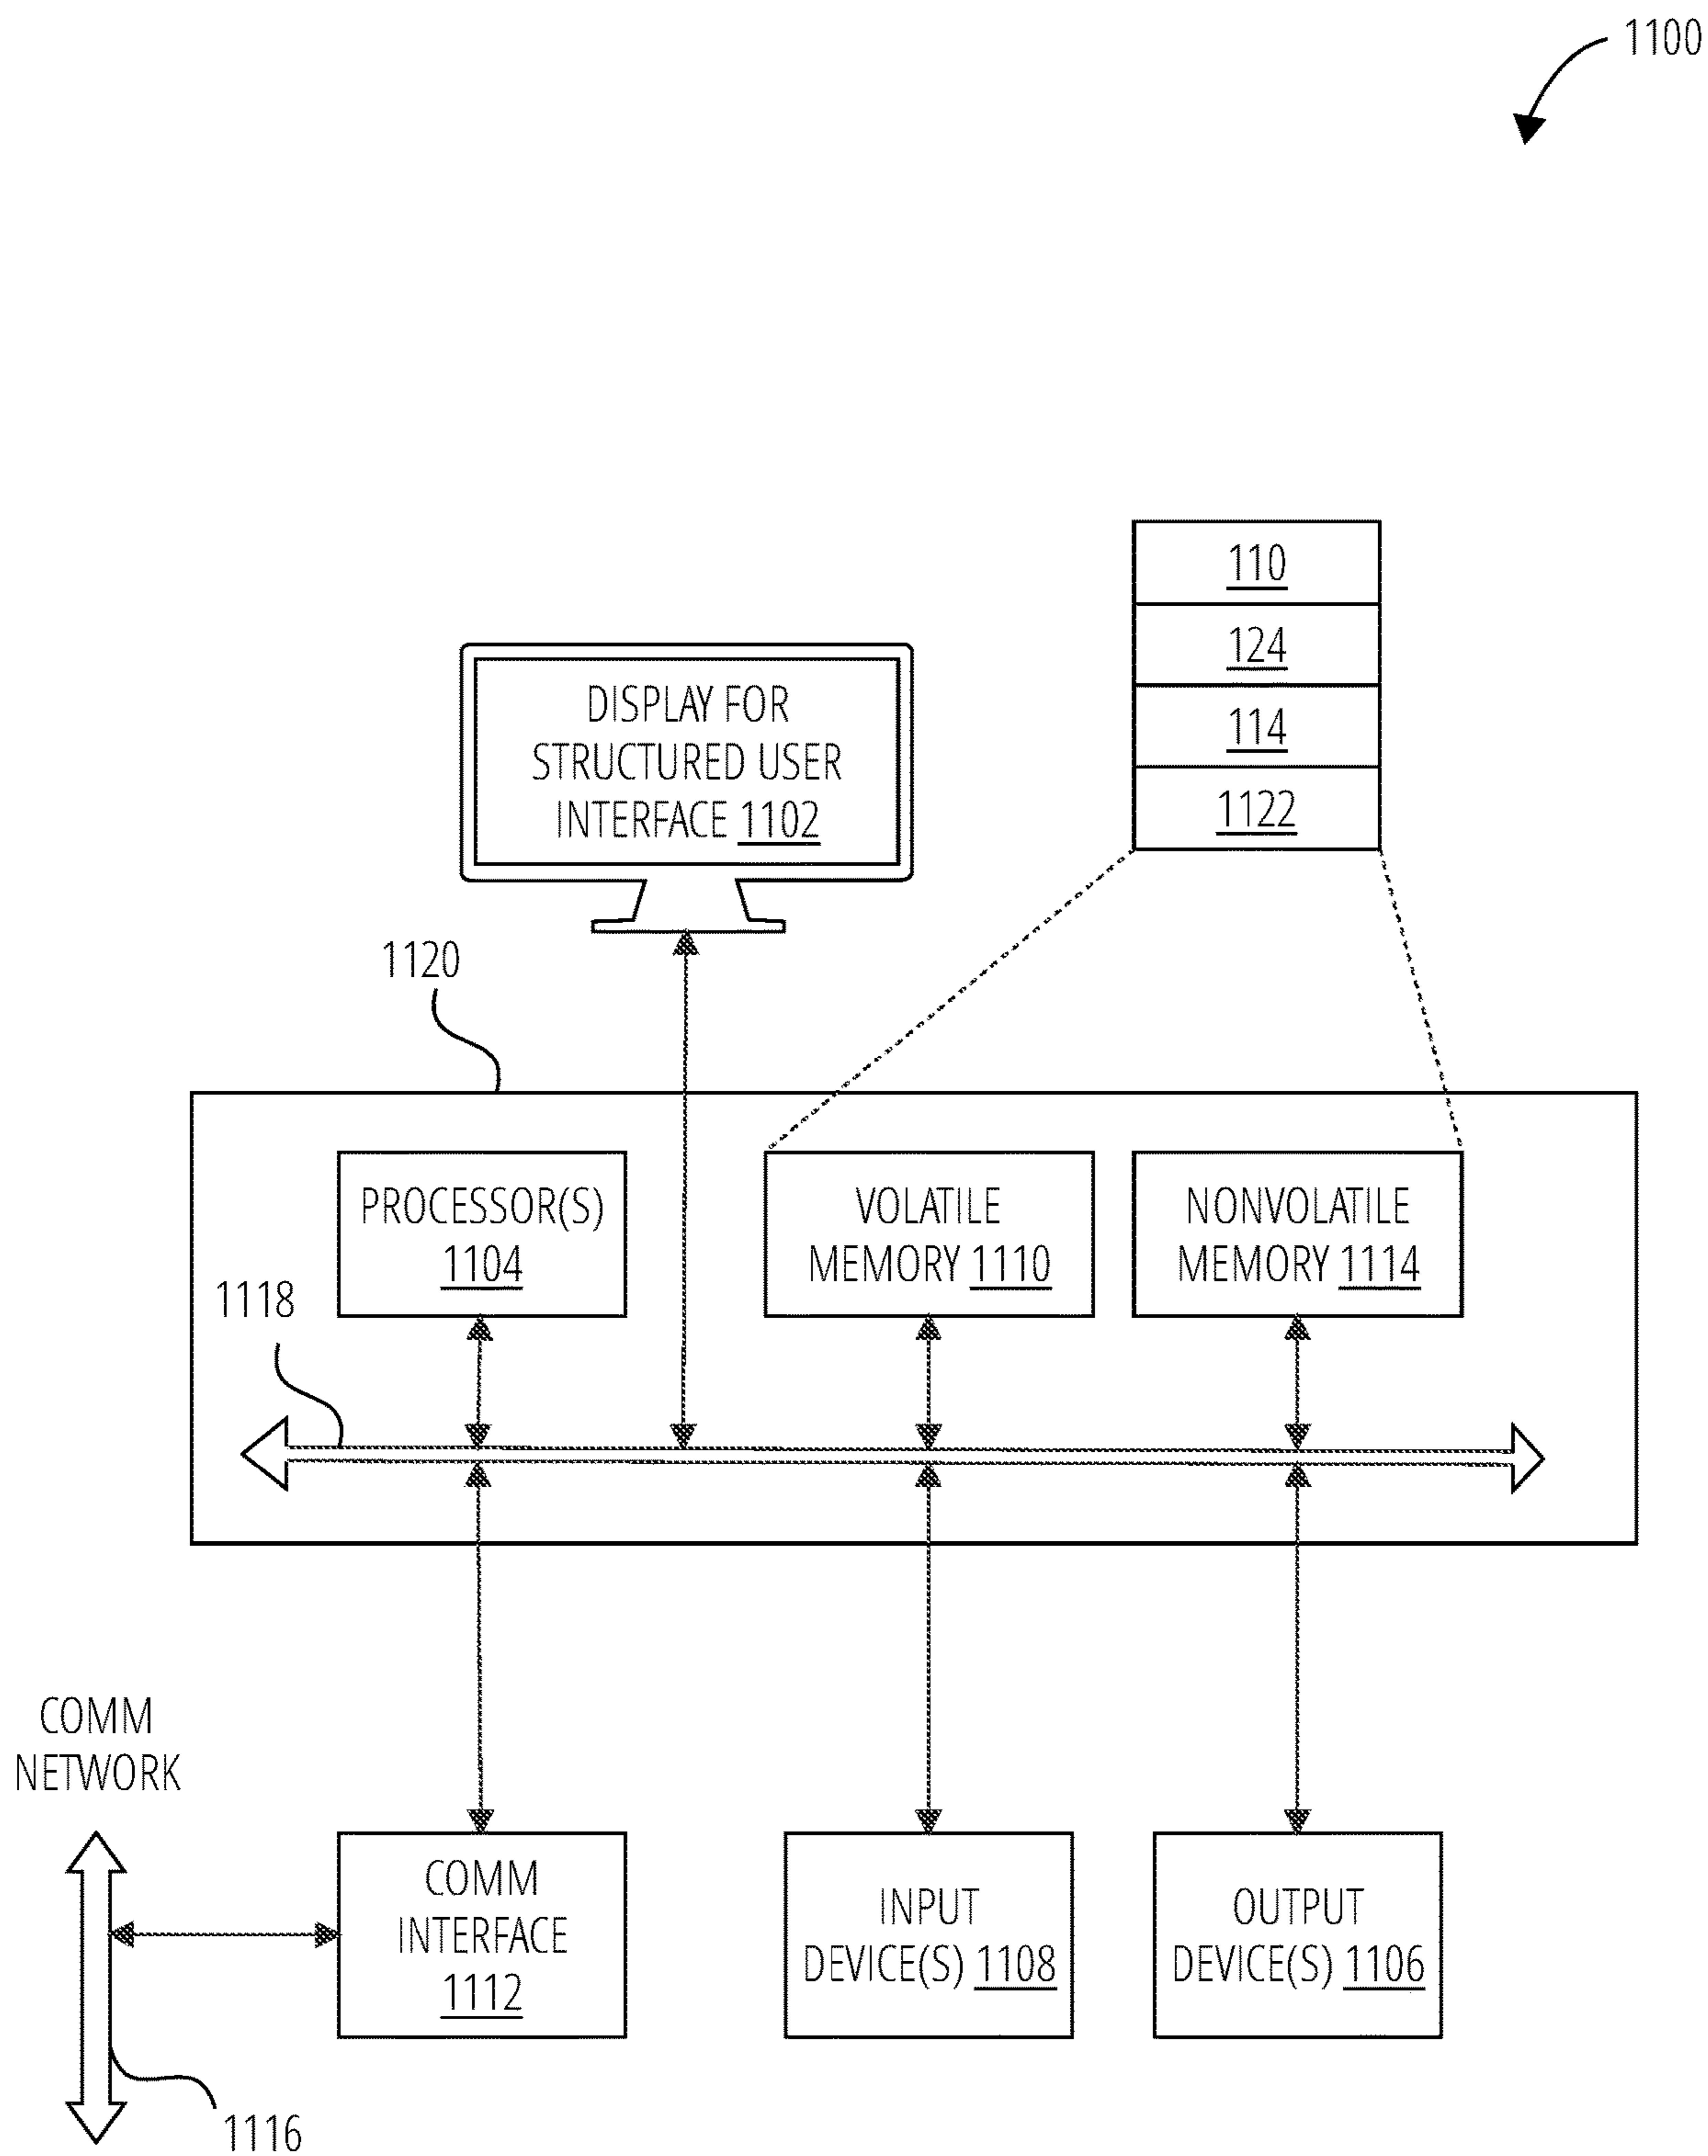 1100
110
124
114
1122
DISPLAY FOR
STRUCTURED USER
INTERFACE 1102
1120
PROCESSOR(S)
1104
VOLATILE
MEMORY 1110
NONVOLATILE
MEMORY 1114
1118
COMM
NETWORK
COMM
INTERFACE
1112
INPUT
DEVICE(S) 1108
OUTPUT
DEVICE(S) 1106
1116